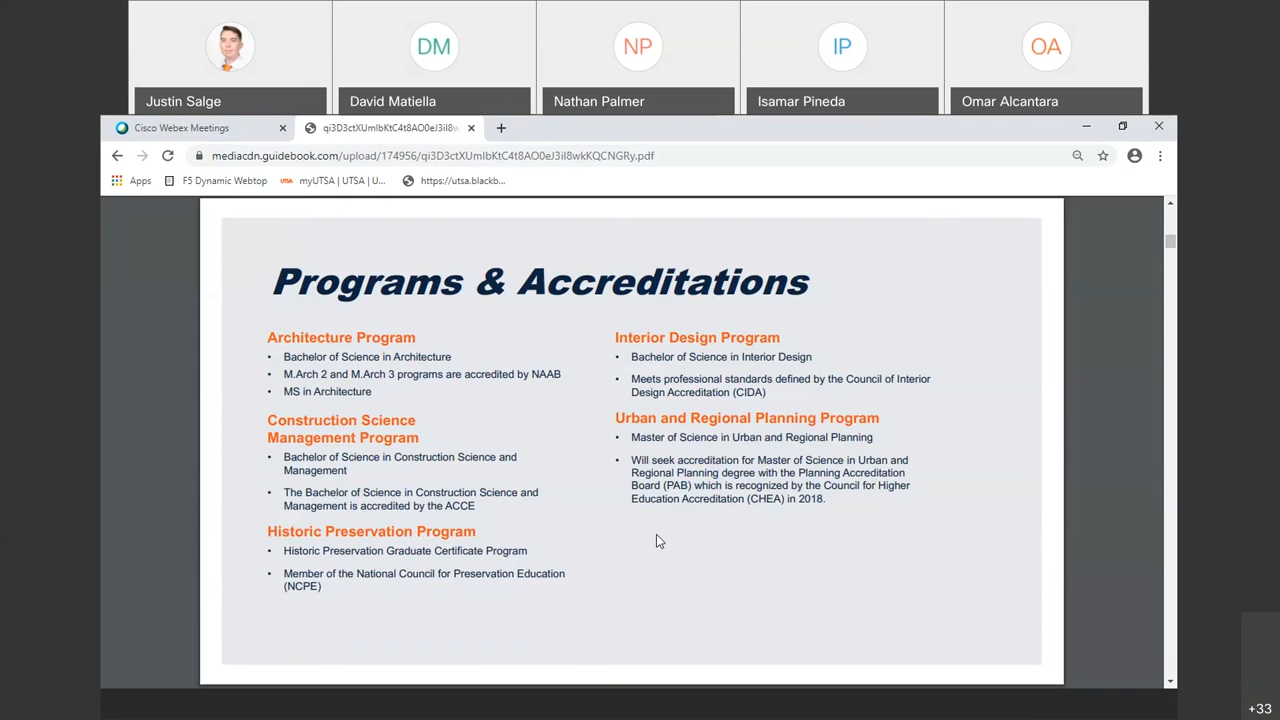 DM
NP
IP
OA
Justin Salge
David Matiella
Nathan Palmer
Isamar Pineda
Omar Alcantara
Cisco Webex Meetings
mediacdn.guidebook.com/upload/174956/qi3D3ctXUmIbKtC4t8AO0eJ3il8wkKQCNGRy.pdf
Apps
F5 Dynamic Webtop
UTSA
myUTSA | UTSA | U...
https://utsa.blackb...
Programs & Accreditations
Architecture Program
• Bachelor of Science in Architecture
• M.Arch 2 and M.Arch 3 programs are accredited by NAAB
• MS in Architecture
Construction Science
Management Program
• Bachelor of Science in Construction Science and
Management
• The Bachelor of Science in Construction Science and
Management is accredited by the ACCE
Historic Preservation Program
• Historic Preservation Graduate Certificate Program
• Member of the National Council for Preservation Education
(NCPE)
Interior Design Program
• Bachelor of Science in Interior Design
• Meets professional standards defined by the Council of Interior
Design Accreditation (CIDA)
Urban and Regional Planning Program
• Master of Science in Urban and Regional Planning
• Will seek accreditation for Master of Science in Urban and
Regional Planning degree with the Planning Accreditation
Board (PAB) which is recognized by the Council for Higher
Education Accreditation (CHEA) in 2018.
+33